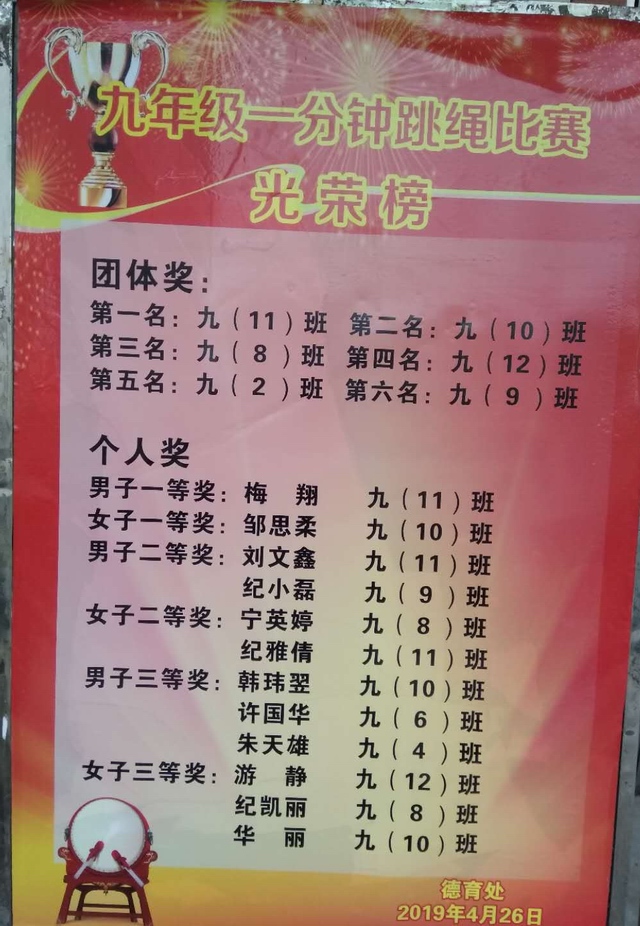 九年级一分钟跳绳比赛
光荣榜
团体奖：
第一名：九（11）班 第二名：九（10）班
第三名：九（8）班 第四名：九（12）班
第五名：九（2）班 第六名：九（9）班
个人奖
男子一等奖：梅 翔 九（11）班
女子一等奖：邹思柔 九（10）班
男子二等奖：刘文鑫 九（11）班
纪小磊 九（9）班
女子二等奖：宁英婷 九（8）班
纪雅倩 九（11）班
男子三等奖：韩玮翌 九（10）班
许国华 九（6）班
朱天雄 九（4）班
女子三等奖：游 静 九（12）班
纪凯丽 九（8）班
华 丽 九（10）班
德育处
2019年4月26日